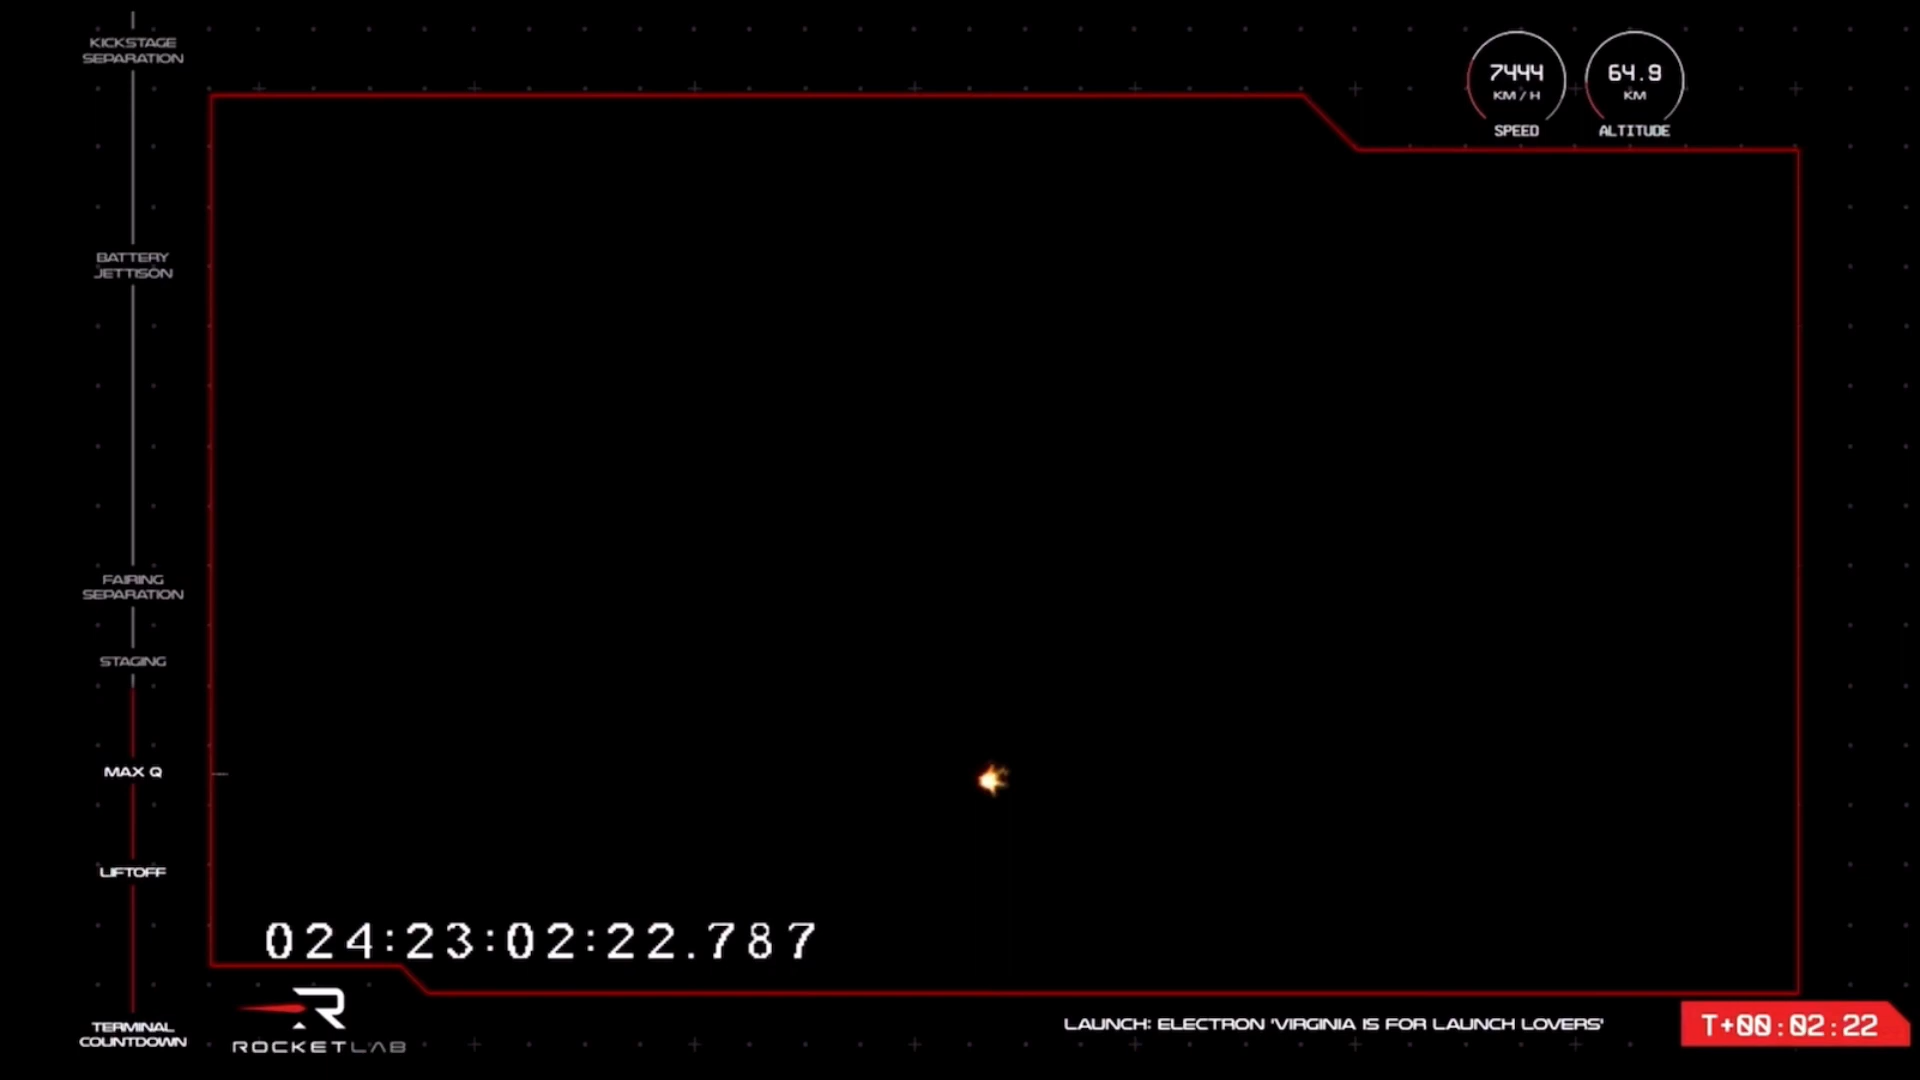 KICKSTAGE
SEPARATION
7444
KM/H
SPEED
64.9
KM
ALTITUDE
BATTERY
JETTISON
FAIRING
SEPARATION
STAGING
MAX Q
LIFTOFF
024:23:02:22.787
TERMINAL
COUNTDOWN
R
ROCKETLAB
LAUNCH: ELECTRON 'VIRGINIA IS FOR LAUNCH LOVERS'
T+00:02:22